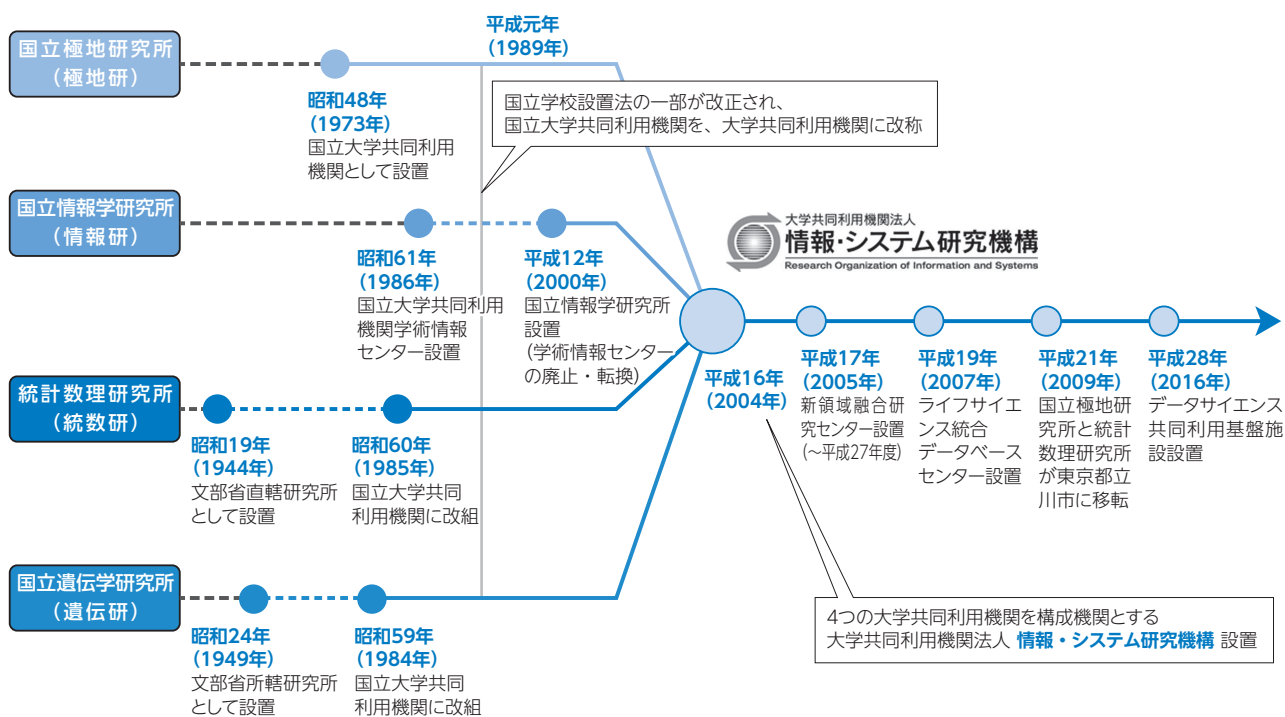 国立極地研究所
(極地研)
昭和48年
(1973年)
国立大学共同利用
機関として設置
平成元年
(1989年)
国立学校設置法の一部が改正され、
国立大学共同利用機関を、大学共同利用機関に改称
国立情報学研究所
(情報研)
昭和61年
(1986年)
国立大学共同利用
機関学術情報
センター設置
平成12年
(2000年)
国立情報学研究所
設置
(学術情報センター
の廃止・転換)
統計数理研究所
(統数研)
昭和19年
(1944年)
文部省直轄研究所
として設置
昭和60年
(1985年)
国立大学共同
利用機関に改組
国立遺伝学研究所
(遺伝研)
昭和24年
(1949年)
文部省所轄研究所
として設置
昭和59年
(1984年)
国立大学共同
利用機関に改組
大学共同利用機関法人
情報・システム研究機構
Research Organization of Information and Systems
平成16年
(2004年)
平成17年
(2005年)
新領域融合研
究センター設置
(～平成27年度)
平成19年
(2007年)
ライフサイエ
ンス統合
データベース
センター設置
平成21年
(2009年)
国立極地研
究所と統計
数理研究所
が東京都立
川市に移転
平成28年
(2016年)
データサイエンス
共同利用基盤施
設設置
4つの大学共同利用機関を構成機関とする
大学共同利用機関法人 情報・システム研究機構 設置